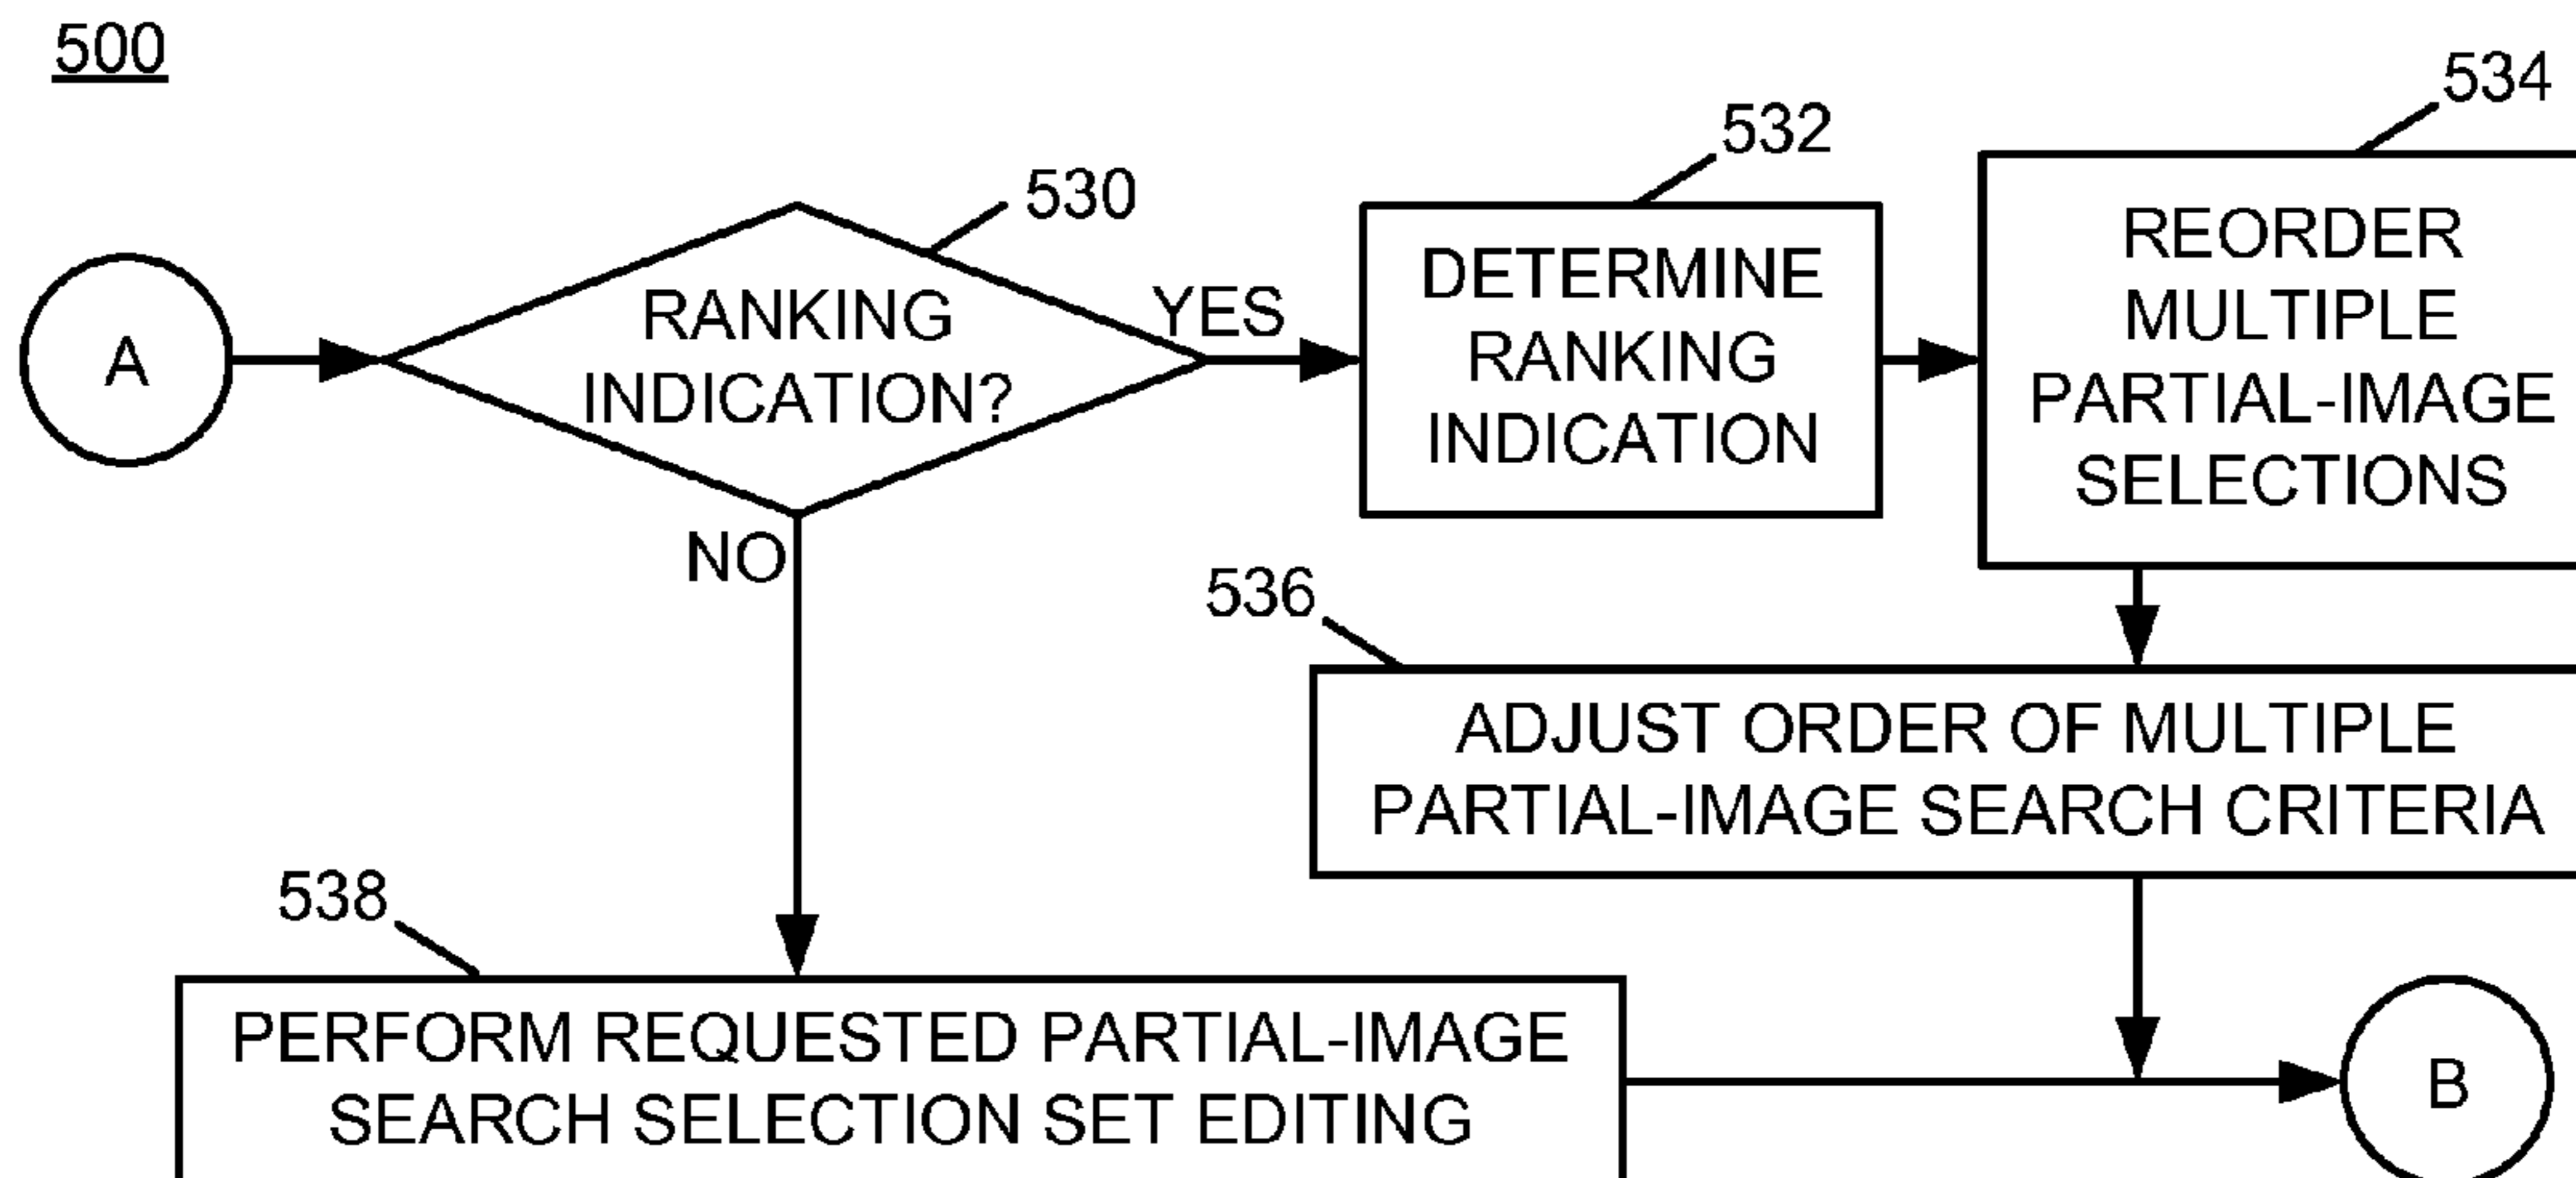 500
530
532
534
A
RANKING
INDICATION?
YES
NO
DETERMINE
RANKING
INDICATION
REORDER
MULTIPLE
PARTIAL-IMAGE
SELECTIONS
536
ADJUST ORDER OF MULTIPLE
PARTIAL-IMAGE SEARCH CRITERIA
538
PERFORM REQUESTED PARTIAL-IMAGE
SEARCH SELECTION SET EDITING
B